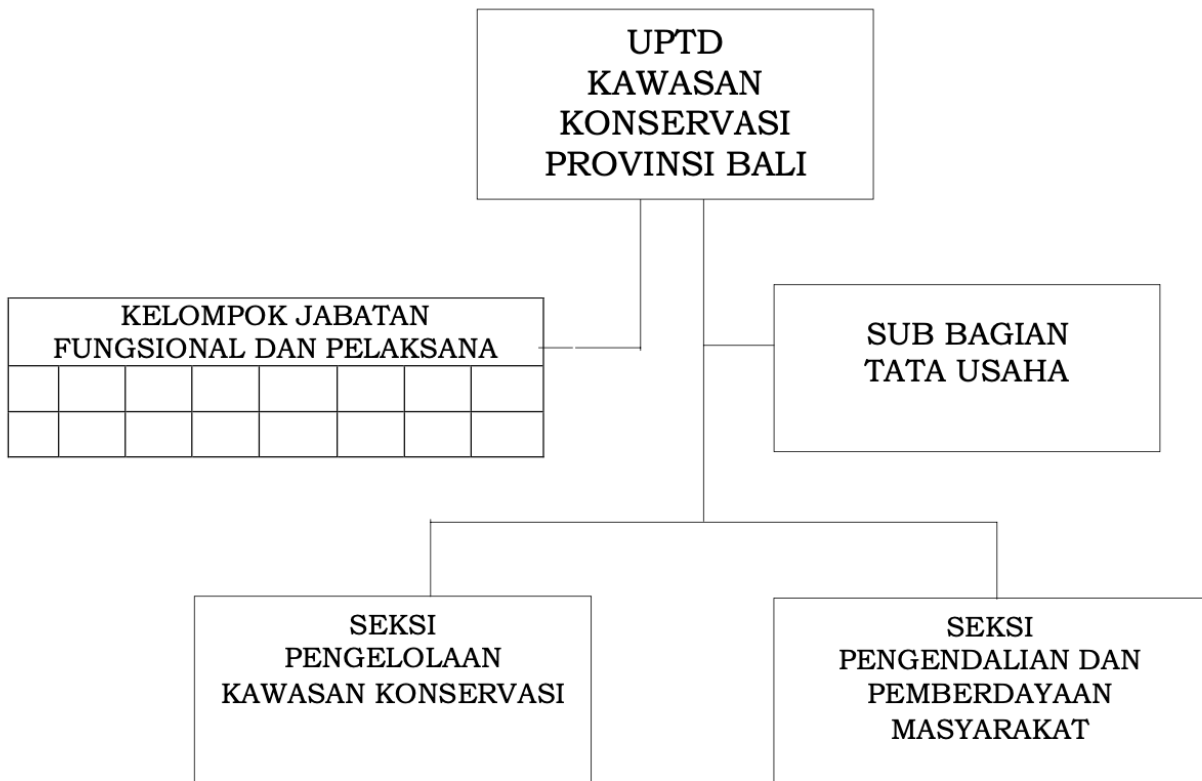 UPTD
KAWASAN
KONSERVASI
PROVINSI BALI
KELOMPOK JABATAN
FUNGSIONAL DAN PELAKSANA
SUB BAGIAN
TATA USAHA
SEKSI
PENGELOLAAN
KAWASAN KONSERVASI
SEKSI
PENGENDALIAN DAN
PEMBERDAYAAN
MASYARAKAT